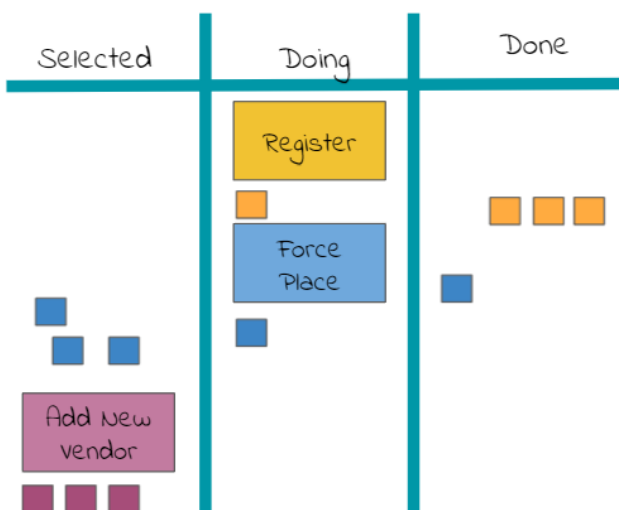 Selected
Doing
Done
Register
Force
Place
Add New
vendor